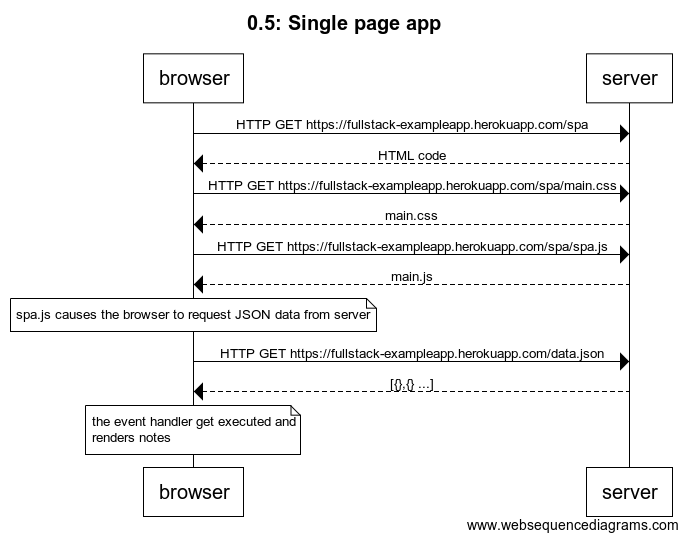 0.5: Single page app
browser
server
HTTP GET https://fullstack-exampleapp.herokuapp.com/spa
HTML code
HTTP GET https://fullstack-exampleapp.herokuapp.com/spa/main.css
main.css
HTTP GET https://fullstack-exampleapp.herokuapp.com/spa/spa.js
main.js
spa.js causes the browser to request JSON data from server
HTTP GET https://fullstack-exampleapp.herokuapp.com/data.json
[{},{} ...]
the event handler get executed and
renders notes
browser
server
www.websequencediagrams.com